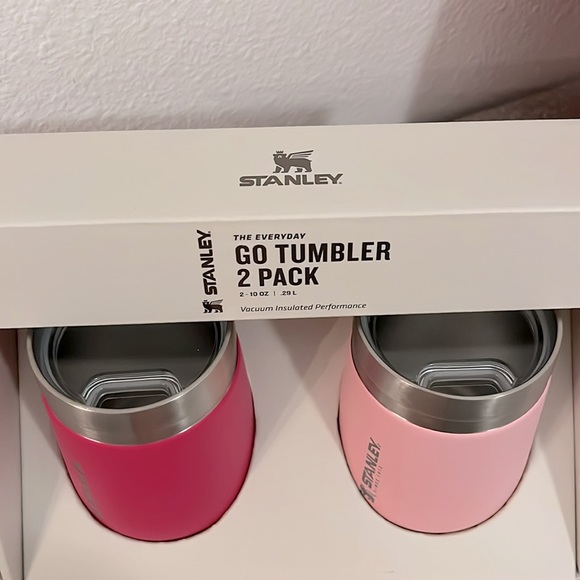 STANLEY.
THE EVERYDAY
GO TUMBLER
2 PACK
2 - 10 OZ | .29 L
Vacuum Insulated Performance
STANLEY.
STANLEY